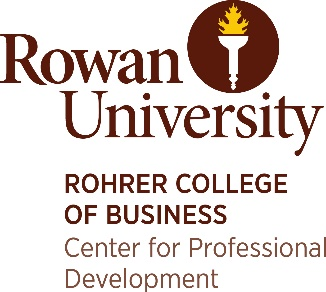 Rowan
University
ROHRER COLLEGE
OF BUSINESS
Center for Professional
Development